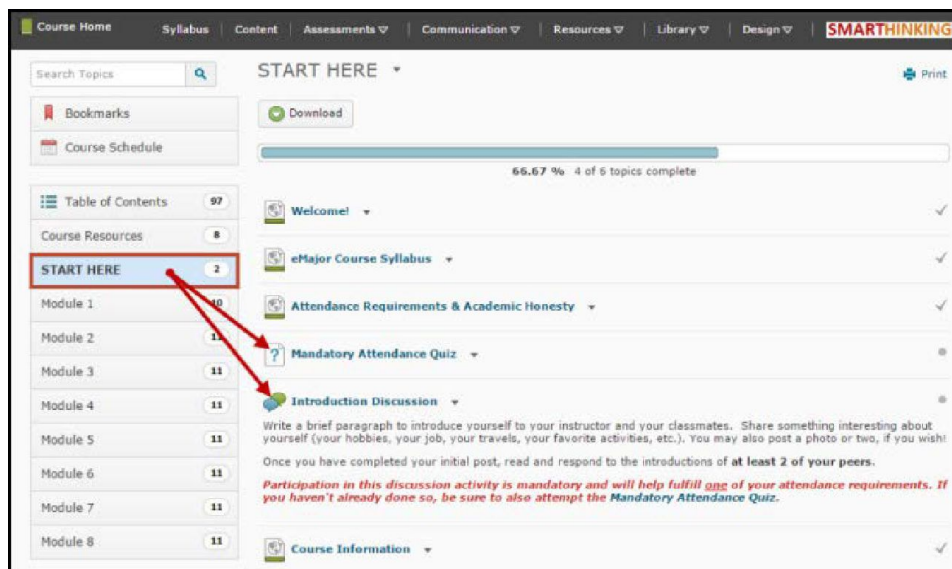 Course Home Syllabus Content Assessments Communication Resources Library Design SMARTHINKING
Search Topics
Bookmarks
Course Schedule
Table of Contents 97
Course Resources 8
START HERE 2
Module 1 10
Module 2 11
Module 3 11
Module 4 11
Module 5 11
Module 6 11
Module 7 11
Module 8 11
START HERE
Print
Download
66.67 % 4 of 6 topics complete
Welcome!
eMajor Course Syllabus
Attendance Requirements & Academic Honesty
Mandatory Attendance Quiz
Introduction Discussion
Write a brief paragraph to introduce yourself to your instructor and your classmates. Share something interesting about
yourself (your hobbies, your job, your travels, your favorite activities, etc.). You may also post a photo or two, if you wish!
Once you have completed your initial post, read and respond to the introductions of at least 2 of your peers.
Participation in this discussion activity is mandatory and will help fulfill one of your attendance requirements. If
you haven't already done so, be sure to also attempt the Mandatory Attendance Quiz.
Course Information